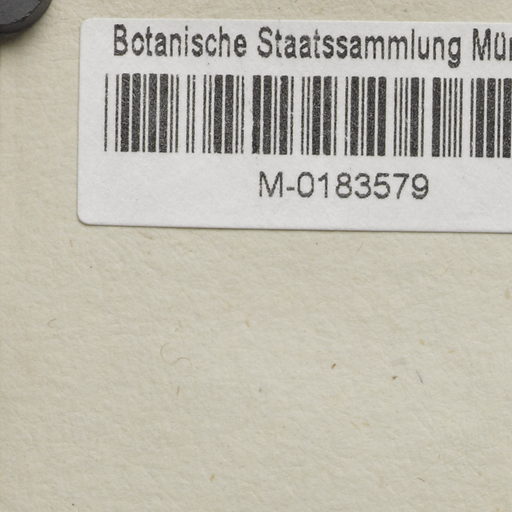 Botanische Staatssammlung Mün
M-0183579